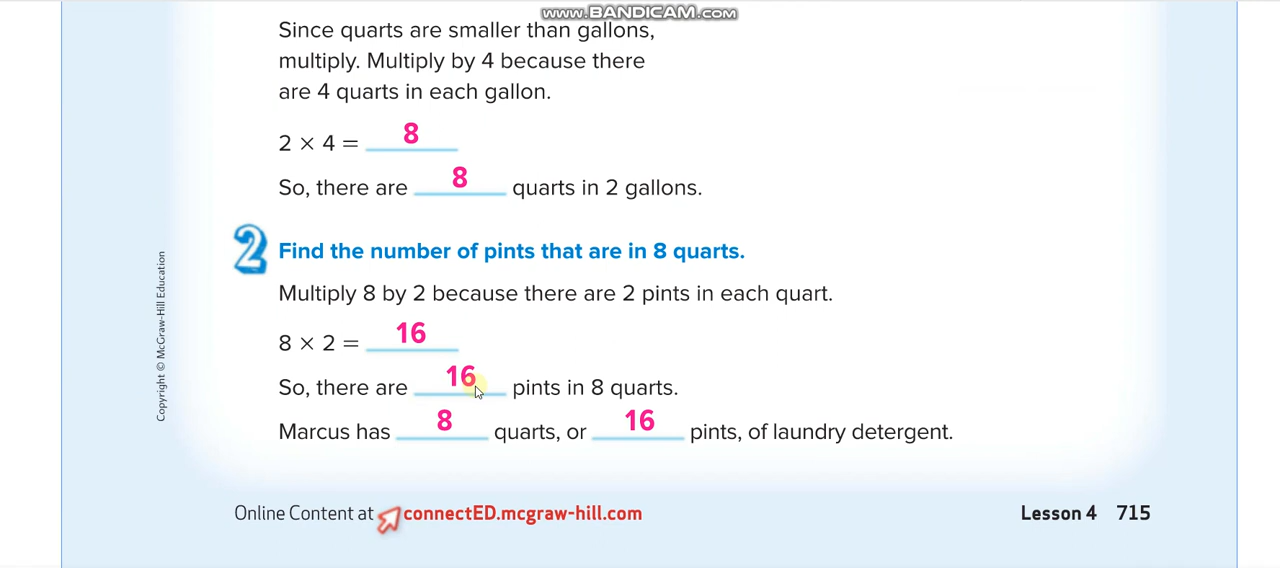 www.BANDICAM.com
Since quarts are smaller than gallons,
multiply. Multiply by 4 because there
are 4 quarts in each gallon.
2 × 4 = 8
So, there are 8 quarts in 2 gallons.
2 Find the number of pints that are in 8 quarts.
Multiply 8 by 2 because there are 2 pints in each quart.
8 × 2 = 16
So, there are 16 pints in 8 quarts.
Marcus has 8 quarts, or 16 pints, of laundry detergent.
Copyright © McGraw-Hill Education
Online Content at connectED.mcgraw-hill.com
Lesson 4 715